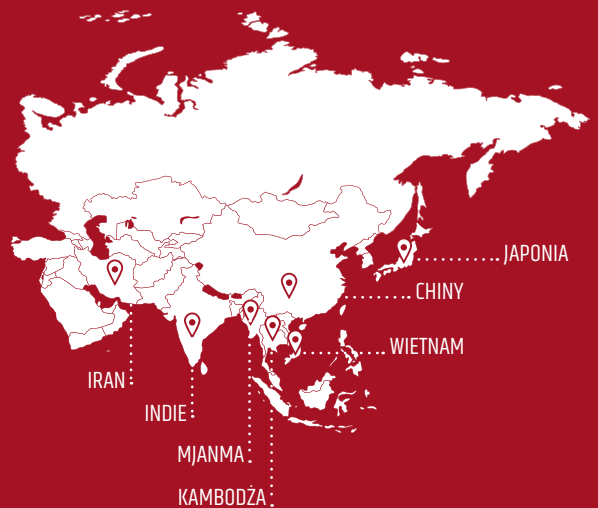 JAPONIA
CHINY
WIETNAM
IRAN
INDIE
MJANMA
KAMBODŻA